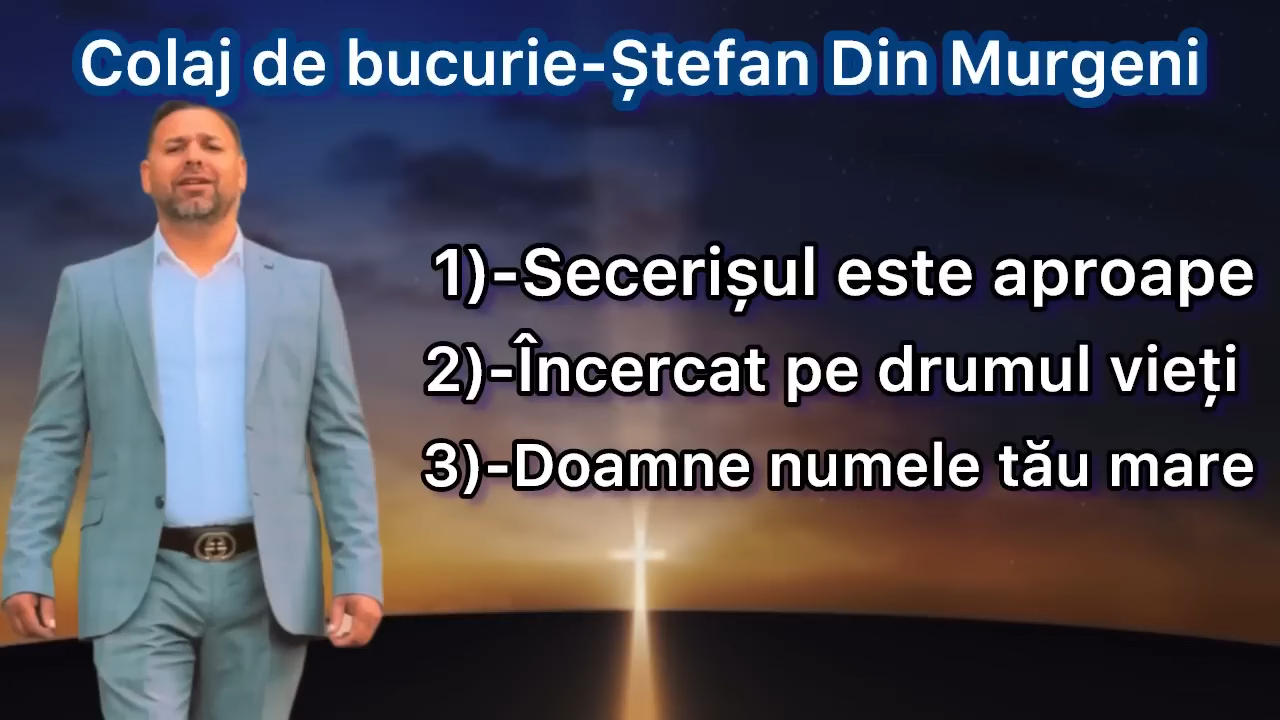 Colaj de bucurie-Ștefan Din Murgeni
1)-Secerișul este aproape
2)-Încercat pe drumul vieți
3)-Doamne numele tău mare